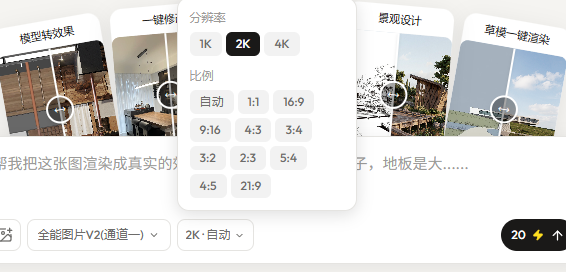 模型转效果
一键修
分辨率
景观设计
草模一键渲染
1K
2K
4K
比例
自动
1:1
16:9
9:16
4:3
3:4
3:2
2:3
5:4
4:5
21:9
帮我把这张图渲染成真实的
子，地板是大......
全能图片V2(通道一)
2K·自动
20